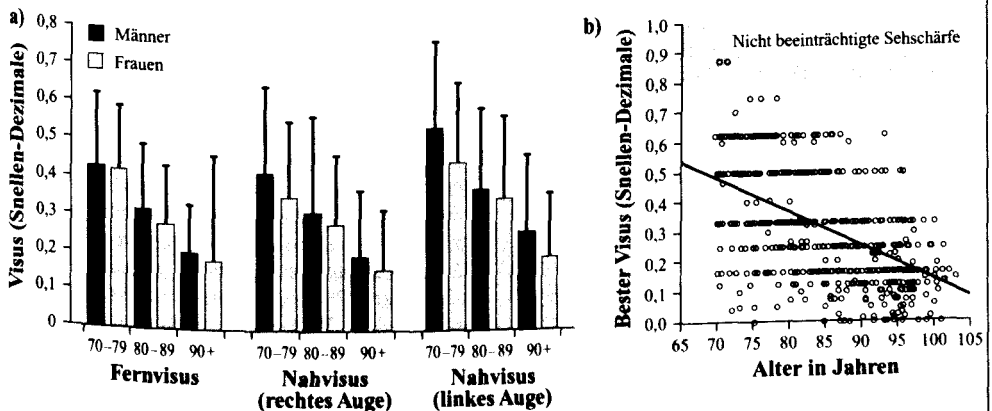 a)
Visus (Snellen-Dezimale)
0,8
0,7
0,6
0,5
0,4
0,3
0,2
0,1
0
Männer
Frauen
70–79 80–89 90+
Fernvisus
70–79 80–89 90+
Nahvisus
(rechtes Auge)
70–79 80–89 90+
Nahvisus
(linkes Auge)
b)
Bester Visus (Snellen-Dezimale)
1,0
0,9
0,8
0,7
0,6
0,5
0,4
0,3
0,2
0,1
0,0
Nicht beeinträchtigte Sehschärfe
65 70 75 80 85 90 95 100 105
Alter in Jahren